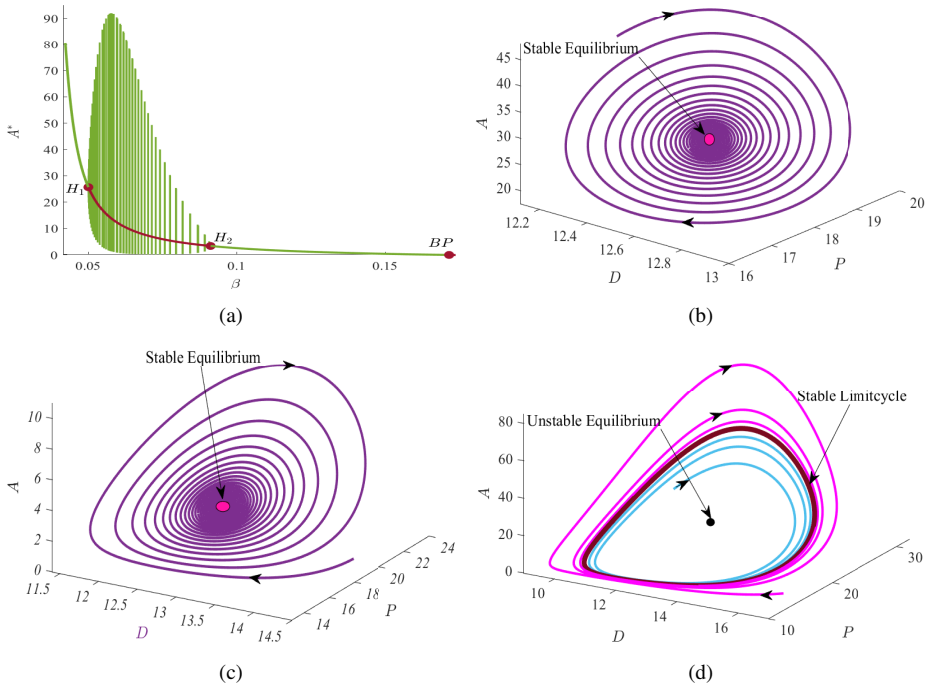 90
80
70
60
50
40
30
20
10
0
A*
H1
H2
BP
0.05
0.1
0.15
β
(a)
Stable Equilibrium
45
40
35
30
25
20
A
12.2
12.4
12.6
12.8
13
D
16
17
18
19
20
P
(b)
Stable Equilibrium
10
8
6
4
2
0
A
11.5
12
12.5
13
13.5
14
14.5
D
14
16
18
20
22
24
P
(c)
Stable Limitcycle
Unstable Equilibrium
80
60
40
20
0
A
10
12
14
16
D
10
20
30
P
(d)